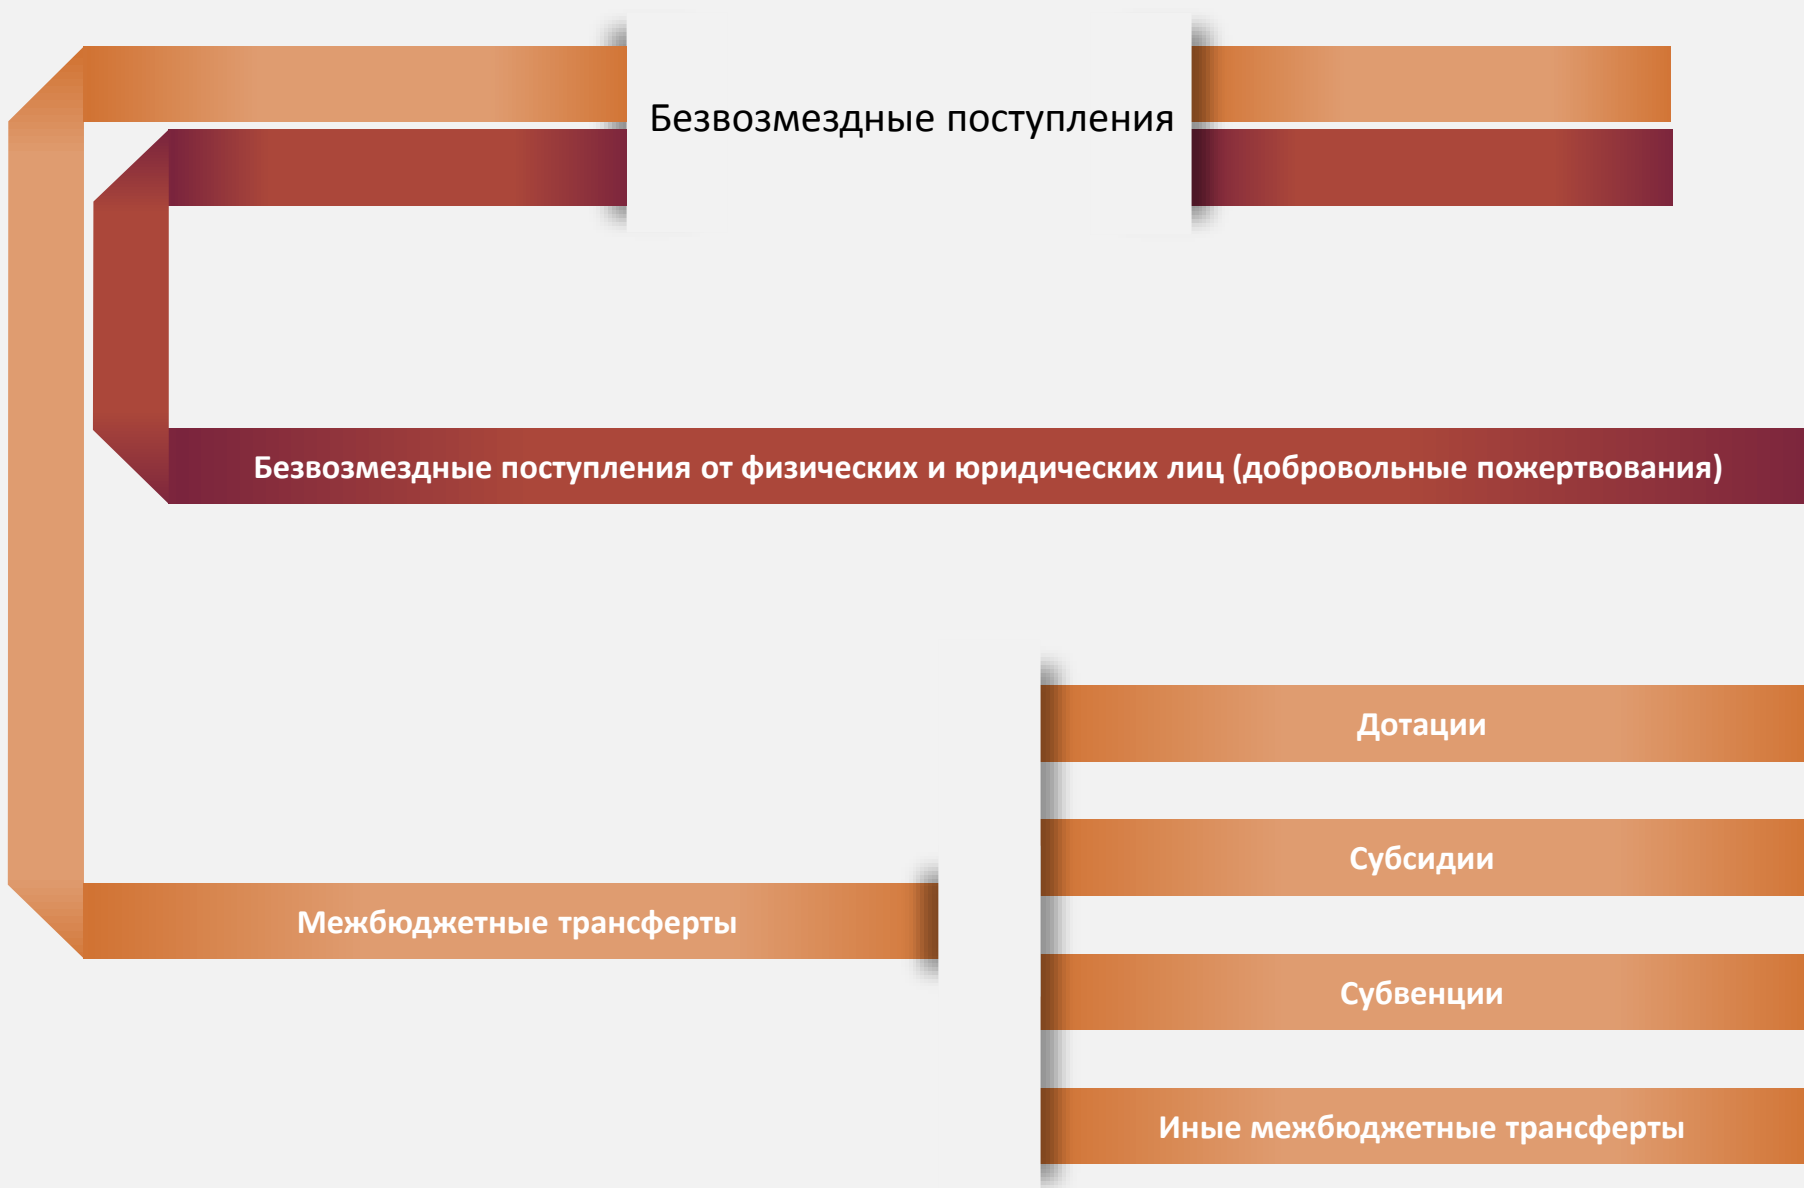 Безвозмездные поступления
Безвозмездные поступления от физических и юридических лиц (добровольные пожертвования)
Дотации
Субсидии
Межбюджетные трансферты
Субвенции
Иные межбюджетные трансферты